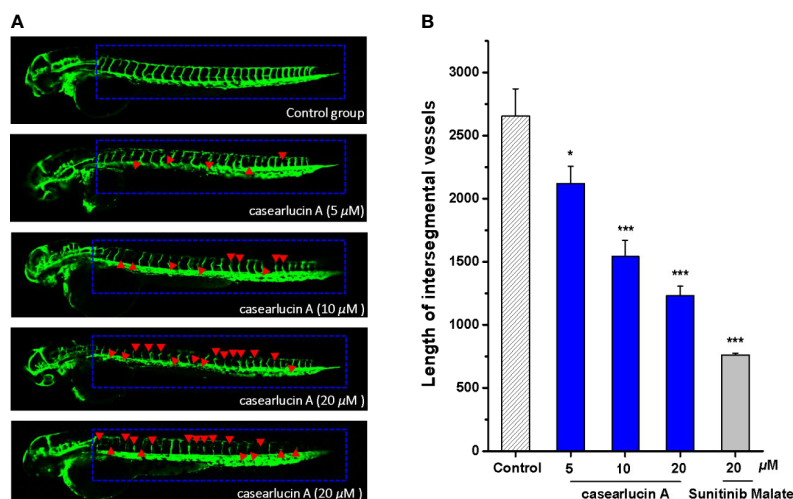 A
Control group
casearlucin A (5 µM)
casearlucin A (10 µM )
casearlucin A (20 µM )
casearlucin A (20 µM )
B
Length of intersegmental vessels
3000
2500
2000
1500
1000
500
0
*
***
***
***
Control 5 10 20 20 µM
casearlucin A Sunitinib Malate